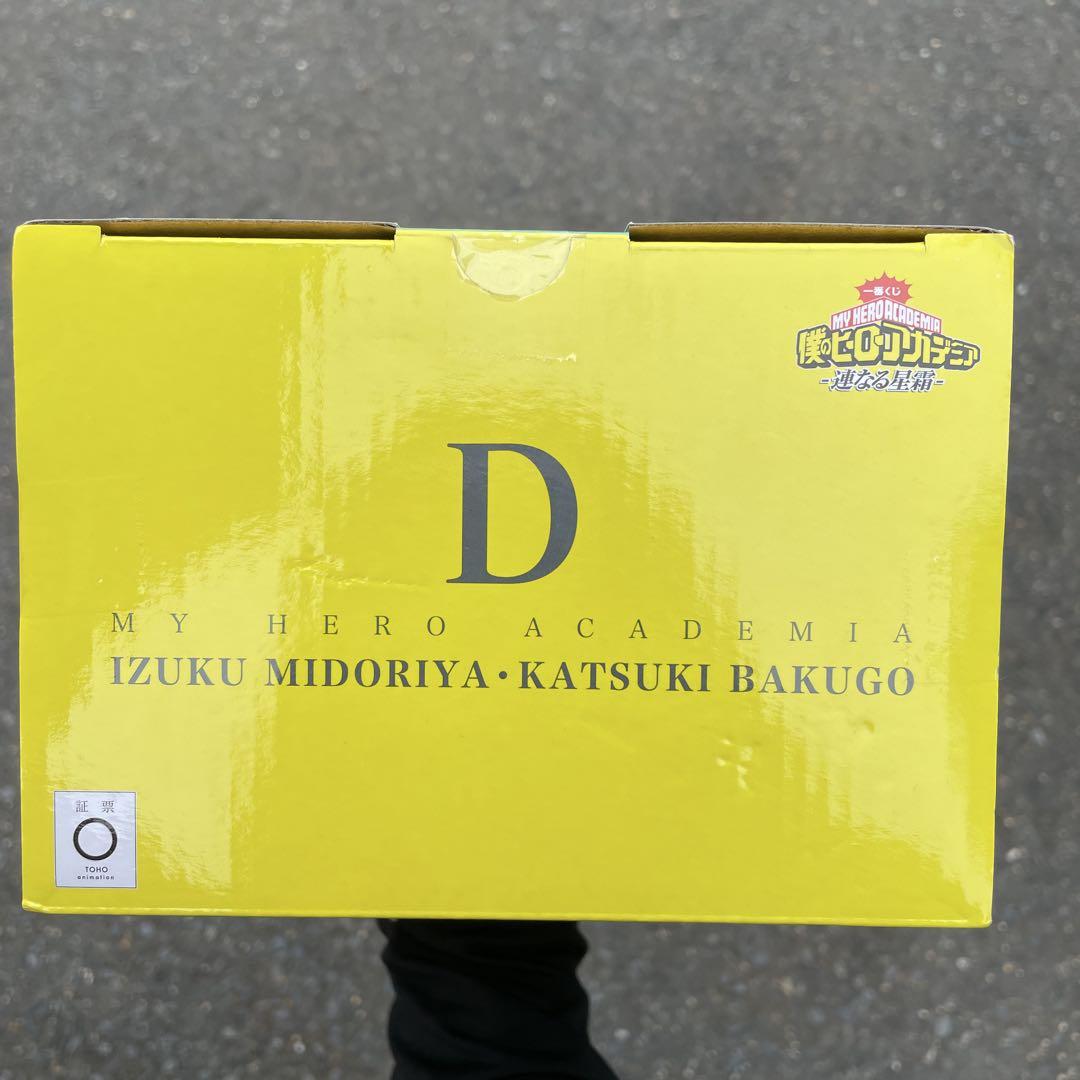 一番くじ
MY HERO ACADEMIA
僕のヒーローアカデミア
-連なる星霜-
D
MY HERO ACADEMIA
IZUKU MIDORIYA・KATSUKI BAKUGO
証 票
TOHO
animation